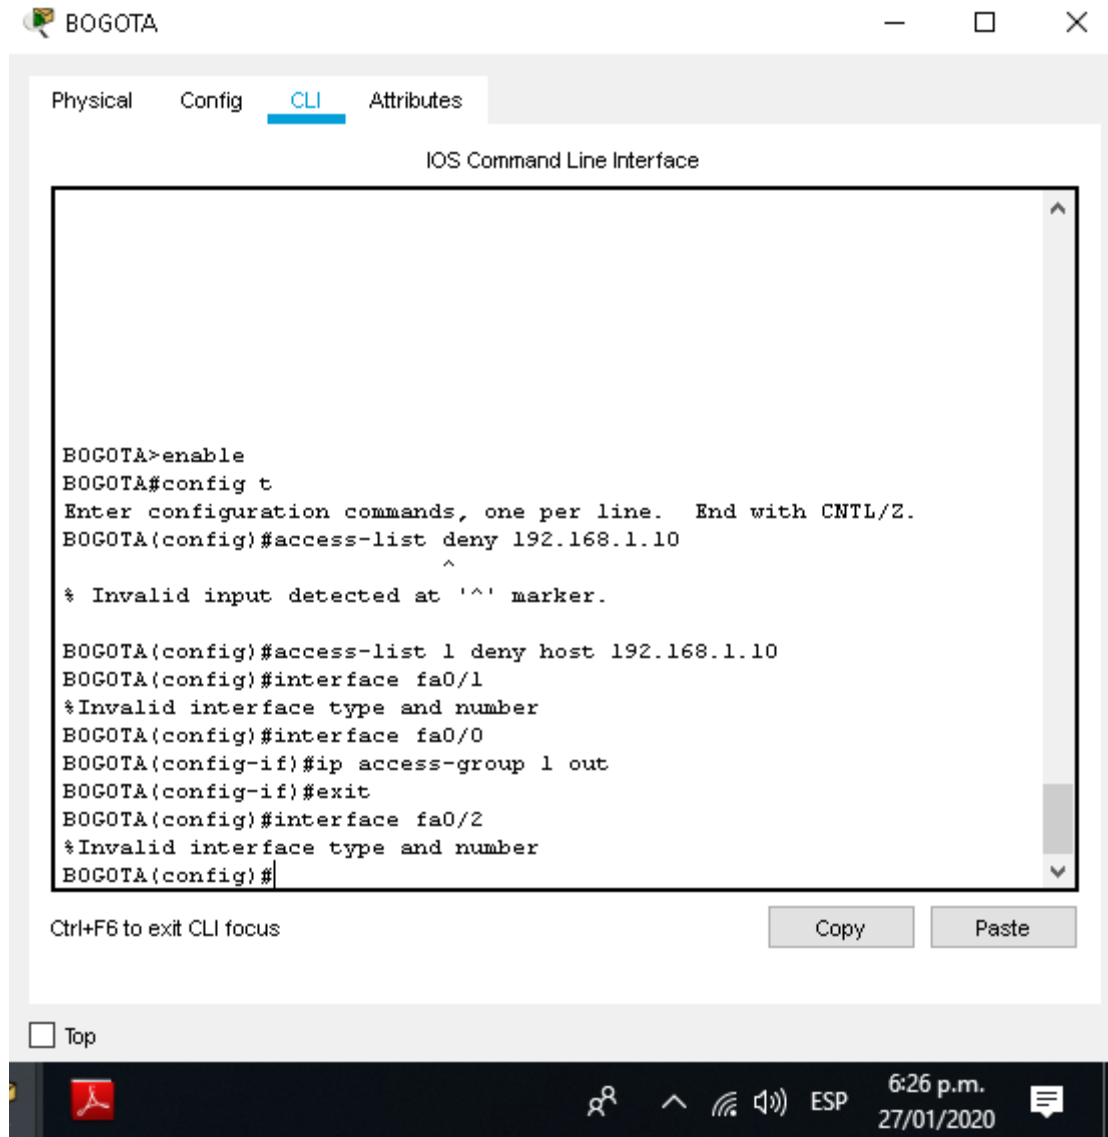 BOGOTA
Physical Config CLI Attributes
IOS Command Line Interface
BOGOTA>enable
BOGOTA#config t
Enter configuration commands, one per line.  End with CNTL/Z.
BOGOTA(config)#access-list deny 192.168.1.10
^
% Invalid input detected at '^' marker.
BOGOTA(config)#access-list 1 deny host 192.168.1.10
BOGOTA(config)#interface fa0/1
%Invalid interface type and number
BOGOTA(config)#interface fa0/0
BOGOTA(config-if)#ip access-group 1 out
BOGOTA(config-if)#exit
BOGOTA(config)#interface fa0/2
%Invalid interface type and number
BOGOTA(config)#
Ctrl+F6 to exit CLI focus
Copy Paste
Top
ESP
6:26 p.m.
27/01/2020